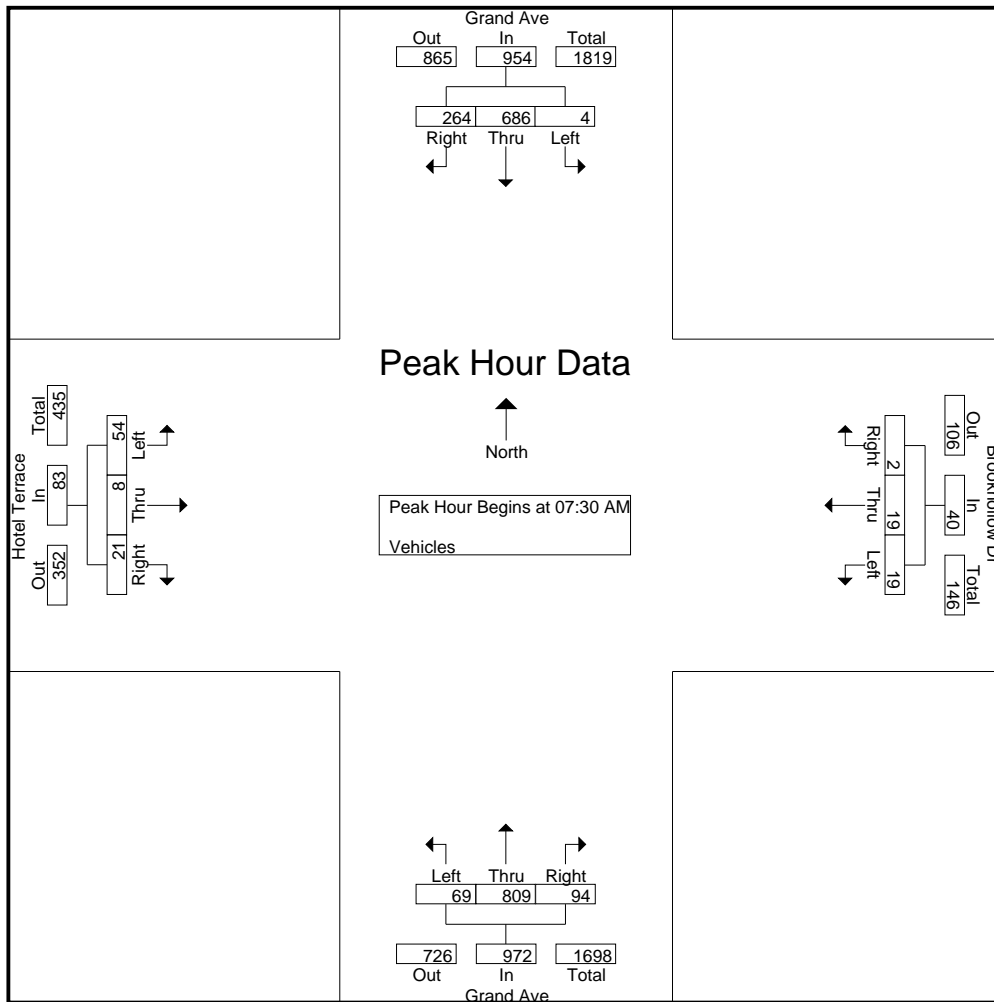 Grand Ave
Out In Total
865 954 1819
264 686 4
Right Thru Left
Peak Hour Data
North
Peak Hour Begins at 07:30 AM
Vehicles
Hotel Terrace
Out In Total
352 83 435
21 8 54
Right Thru Left
Brookhollow Dr
Out In Total
106 40 146
2 19 19
Right Thru Left
Left Thru Right
69 809 94
726 972 1698
Out In Total
Grand Ave